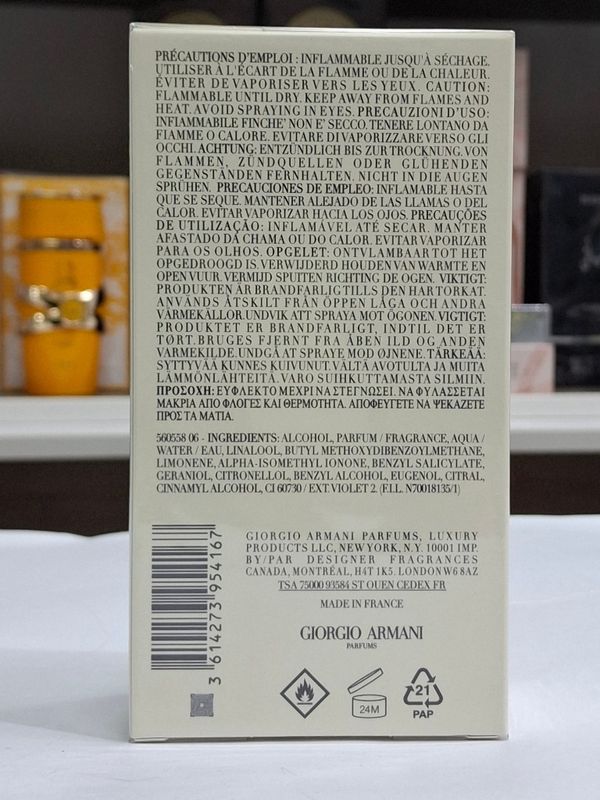 PRÉCAUTIONS D'EMPLOI : INFLAMMABLE JUSQU'À SÉCHAGE.
UTILISER À L'ÉCART DE LA FLAMME OU DE LA CHALEUR.
ÉVITER DE VAPORISER VERS LES YEUX. CAUTION:
FLAMMABLE UNTIL DRY. KEEP AWAY FROM FLAMES AND
HEAT. AVOID SPRAYING IN EYES. PRECAUZIONI D'USO:
INFIAMMABILE FINCHE' NON E' SECCO. TENERE LONTANO DA
FIAMME O CALORE. EVITARE DI VAPORIZZARE VERSO GLI
OCCHI. ACHTUNG: ENTZÜNDLICH BIS ZUR TROCKNUNG. VON
FLAMMEN, ZÜNDQUELLEN ODER GLÜHENDEN
GEGENSTÄNDEN FERNHALTEN. NICHT IN DIE AUGEN
SPRÜHEN. PRECAUCIONES DE EMPLEO: INFLAMABLE HASTA
QUE SE SEQUE. MANTENER ALEJADO DE LAS LLAMAS O DEL
CALOR. EVITAR VAPORIZAR HACIA LOS OJOS. PRECAUÇÕES
DE UTILIZAÇÃO: INFLAMÁVEL ATÉ SECAR. MANTER
AFASTADO DA CHAMA OU DO CALOR. EVITAR VAPORIZAR
PARA OS OLHOS. OPGELET: ONTVLAMBAAR TOT HET
OPGEDROOGD IS. VERWIJDERD HOUDEN VAN WARMTE EN
OPEN VUUR. VERMIJD SPUITEN RICHTING DE OGEN. VIKTIGT:
PRODUKTEN ÄR BRANDFARLIG TILLS DEN HAR TORKAT.
ANVÄNDS ÅTSKILT FRÅN ÖPPEN LÅGA OCH ANDRA
VÄRMEKÄLLOR. UNDVIK ATT SPRAYA MOT ÖGONEN. VIGTIGT:
PRODUKTET ER BRANDFARLIGT, INDTIL DET ER
TØRT. BRUGES FJERNT FRA ÅBEN ILD OG ANDEN
VARMEKILDE. UNDGÅ AT SPRAYE MOD ØJNENE. TÄRKEÄÄ:
SYTTYVÄÄ KUNNES KUIVUNUT. VÄLTÄ AVOTULTA JA MUITA
LÄMMÖNLÄHTEITÄ. VARO SUIHKUTTAMASTA SILMIIN.
ΠΡΟΣΟΧΗ: ΕΥΦΛΕΚΤΟ ΜΕΧΡΙ ΝΑ ΣΤΕΓΝΩΣΕΙ. ΝΑ ΦΥΛΑΣΣΕΤΑΙ
ΜΑΚΡΙΑ ΑΠΟ ΦΛΟΓΕΣ ΚΑΙ ΘΕΡΜΟΤΗΤΑ. ΑΠΟΦΕΥΓΕΤΕ ΝΑ ΨΕΚΑΖΕΤΕ
ΠΡΟΣ ΤΑ ΜΑΤΙΑ.
560558 06 - INGREDIENTS: ALCOHOL, PARFUM / FRAGRANCE, AQUA /
WATER / EAU, LINALOOL, BUTYL METHOXYDIBENZOYLMETHANE,
LIMONENE, ALPHA-ISOMETHYL IONONE, BENZYL SALICYLATE,
GERANIOL, CITRONELLOL, BENZYL ALCOHOL, EUGENOL, CITRAL,
CINNAMYL ALCOHOL, CI 60730 / EXT. VIOLET 2. (F.I.L. N70018135/1)
GIORGIO ARMANI PARFUMS, LUXURY
PRODUCTS LLC, NEW YORK, N.Y. 10001 IMP.
BY/PAR DESIGNER FRAGRANCES
CANADA, MONTRÉAL, H4T 1K5. LONDON W6 8AZ
TSA 75000 93584 ST OUEN CEDEX FR
MADE IN FRANCE
GIORGIO ARMANI
PARFUMS
3 614273 954167
24M
21
PAP